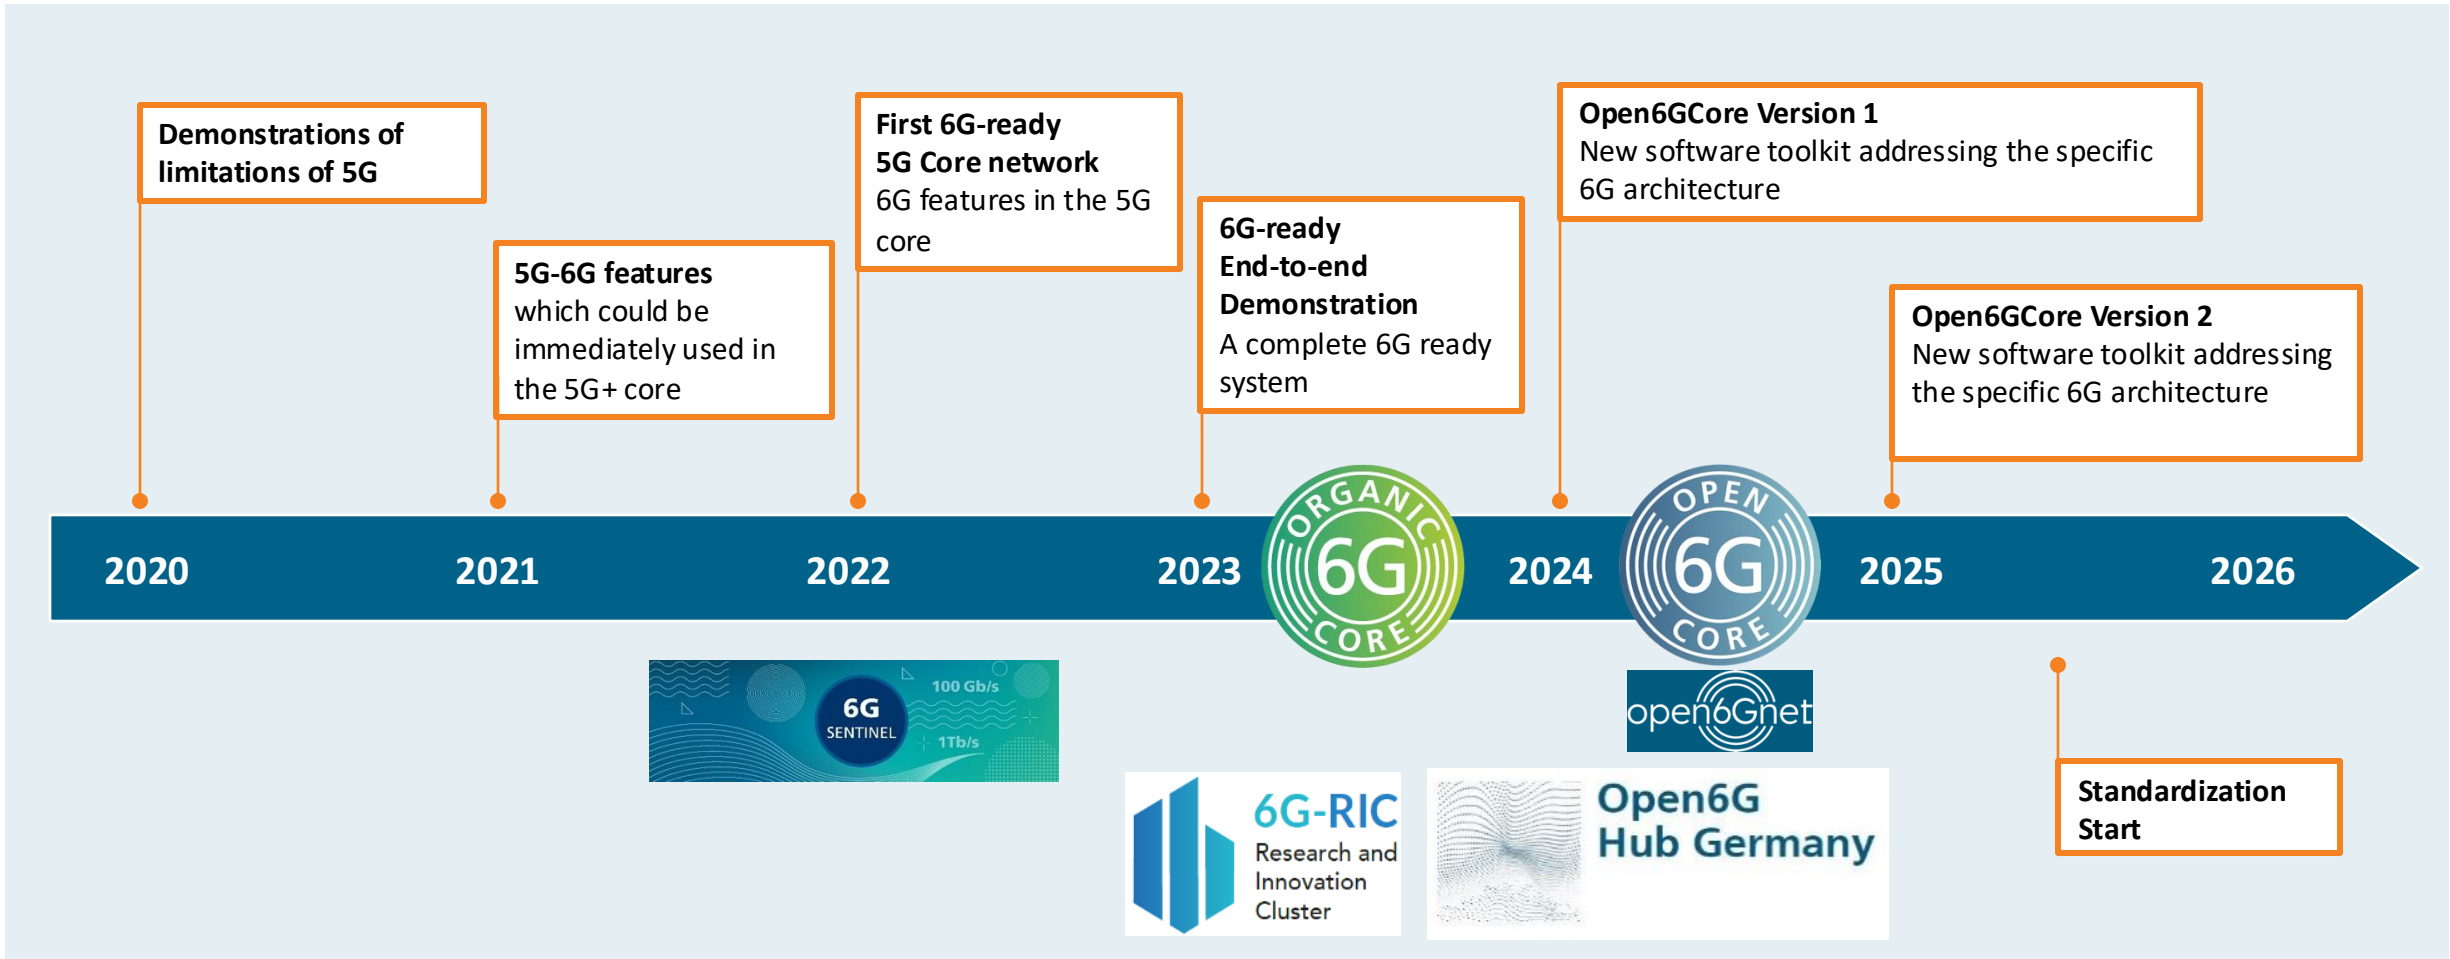 Demonstrations of
limitations of 5G
5G-6G features
which could be
immediately used in
the 5G+ core
First 6G-ready
5G Core network
6G features in the 5G
core
6G-ready
End-to-end
Demonstration
A complete 6G ready
system
Open6GCore Version 1
New software toolkit addressing the specific
6G architecture
Open6GCore Version 2
New software toolkit addressing
the specific 6G architecture
2020
2021
2022
2023
ORGANIC
6G
CORE
2024
OPEN
6G
CORE
2025
2026
6G
SENTINEL
100 Gb/s
1Tb/s
open6Gnet
6G-RIC
Research and
Innovation
Cluster
Open6G
Hub Germany
Standardization
Start